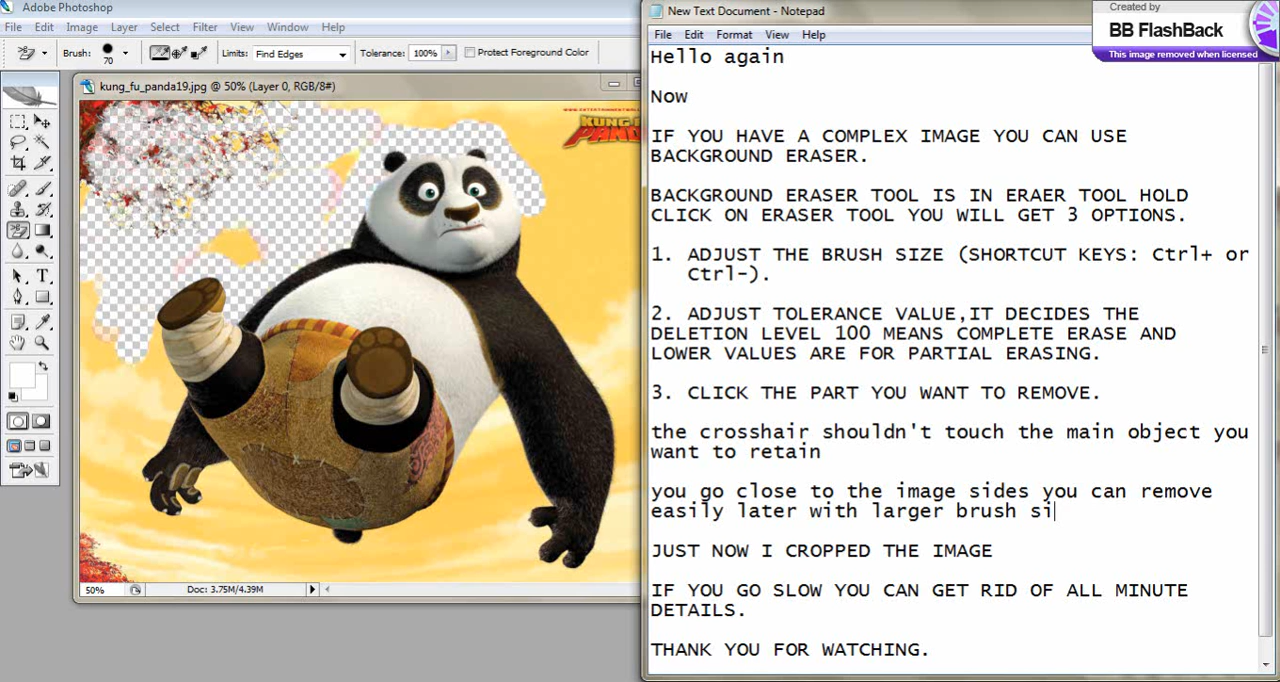 Adobe Photoshop
File Edit Image Layer Select Filter View Window Help
Brush: 70 Limits: Find Edges Tolerance: 100% Protect Foreground Color
kung_fu_panda19.jpg @ 50% (Layer 0, RGB/8#)
KUNG FU
PANDA
50% Doc: 3.75M/4.39M
New Text Document - Notepad
File Edit Format View Help
Created by
BB FlashBack
This image removed when licensed
Hello again
Now
IF YOU HAVE A COMPLEX IMAGE YOU CAN USE
BACKGROUND ERASER.
BACKGROUND ERASER TOOL IS IN ERAER TOOL HOLD
CLICK ON ERASER TOOL YOU WILL GET 3 OPTIONS.
1. ADJUST THE BRUSH SIZE (SHORTCUT KEYS: Ctrl+ or
Ctrl-).
2. ADJUST TOLERANCE VALUE,IT DECIDES THE
DELETION LEVEL 100 MEANS COMPLETE ERASE AND
LOWER VALUES ARE FOR PARTIAL ERASING.
3. CLICK THE PART YOU WANT TO REMOVE.
the crosshair shouldn't touch the main object you
want to retain
you go close to the image sides you can remove
easily later with larger brush si
JUST NOW I CROPPED THE IMAGE
IF YOU GO SLOW YOU CAN GET RID OF ALL MINUTE
DETAILS.
THANK YOU FOR WATCHING.